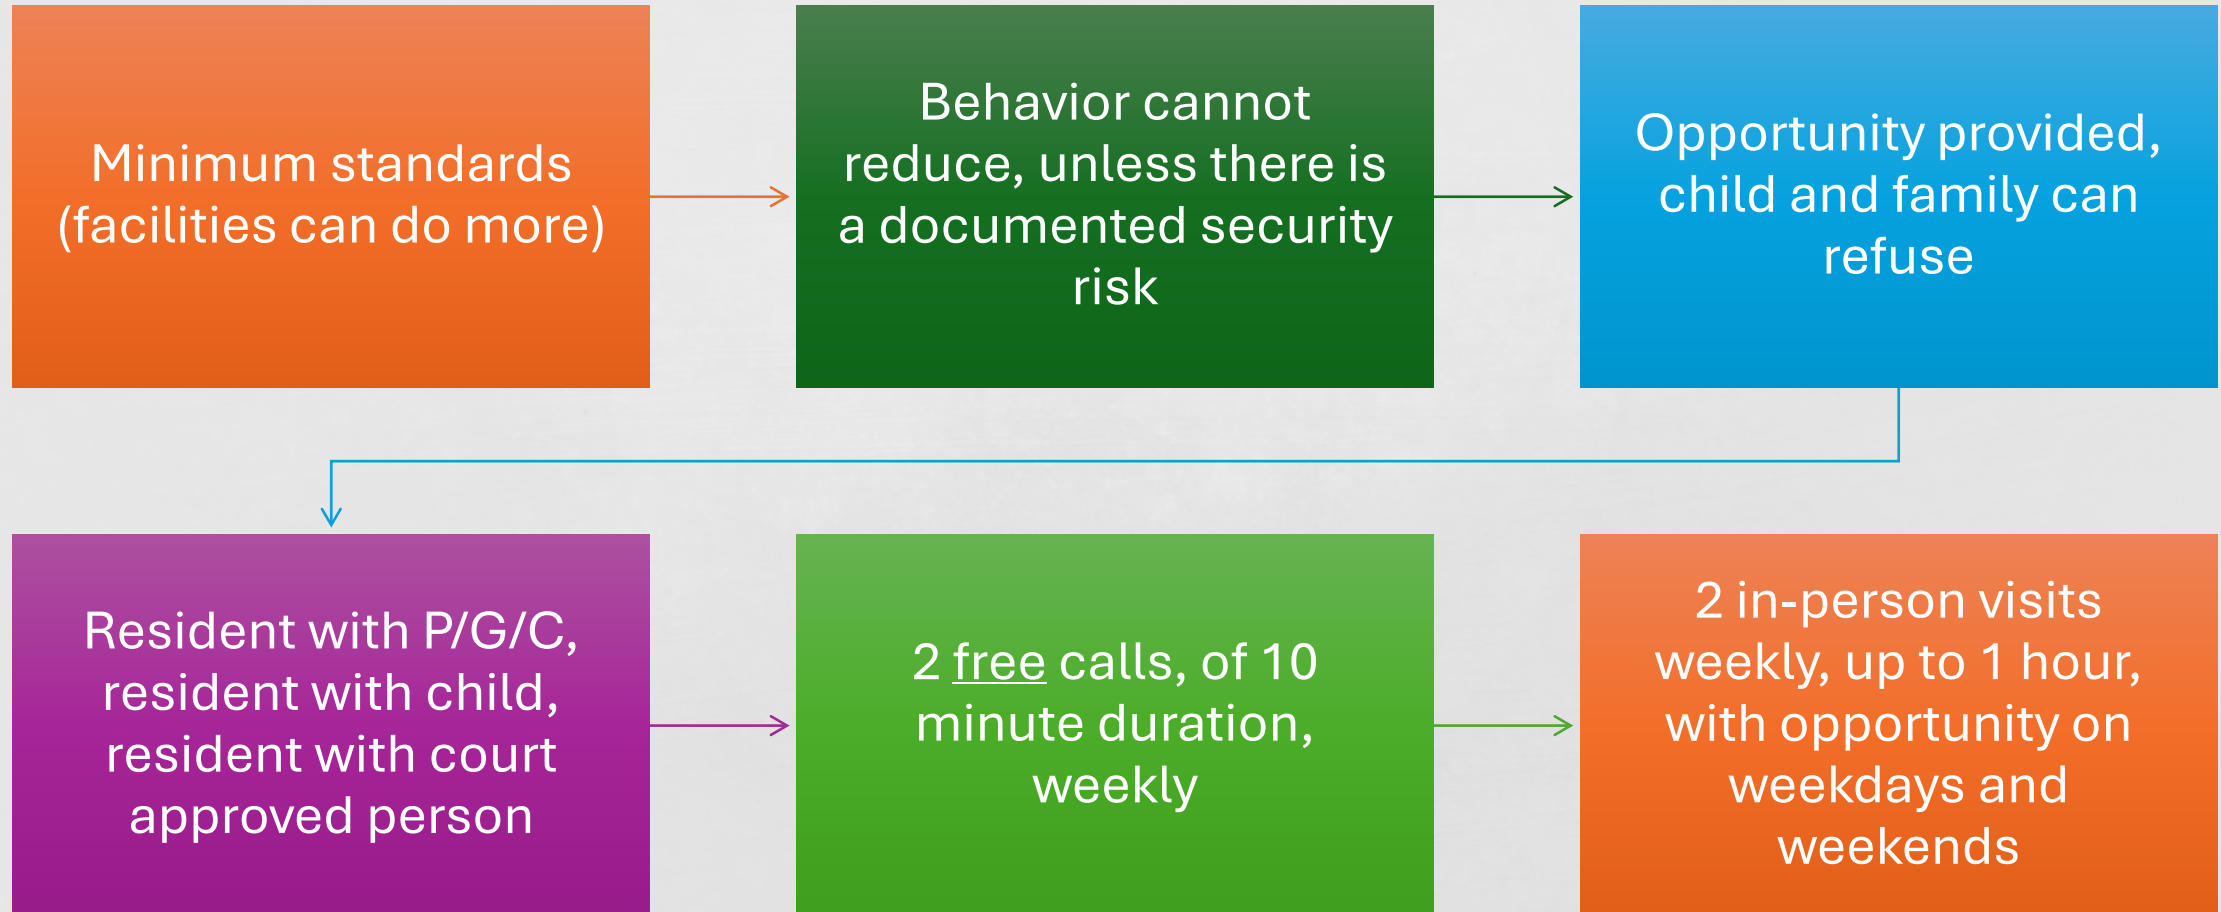 Minimum standards
(facilities can do more)
Behavior cannot
reduce, unless there is
a documented security
risk
Opportunity provided,
child and family can
refuse
Resident with P/G/C,
resident with child,
resident with court
approved person
2 free calls, of 10
minute duration,
weekly
2 in-person visits
weekly, up to 1 hour,
with opportunity on
weekdays and
weekends